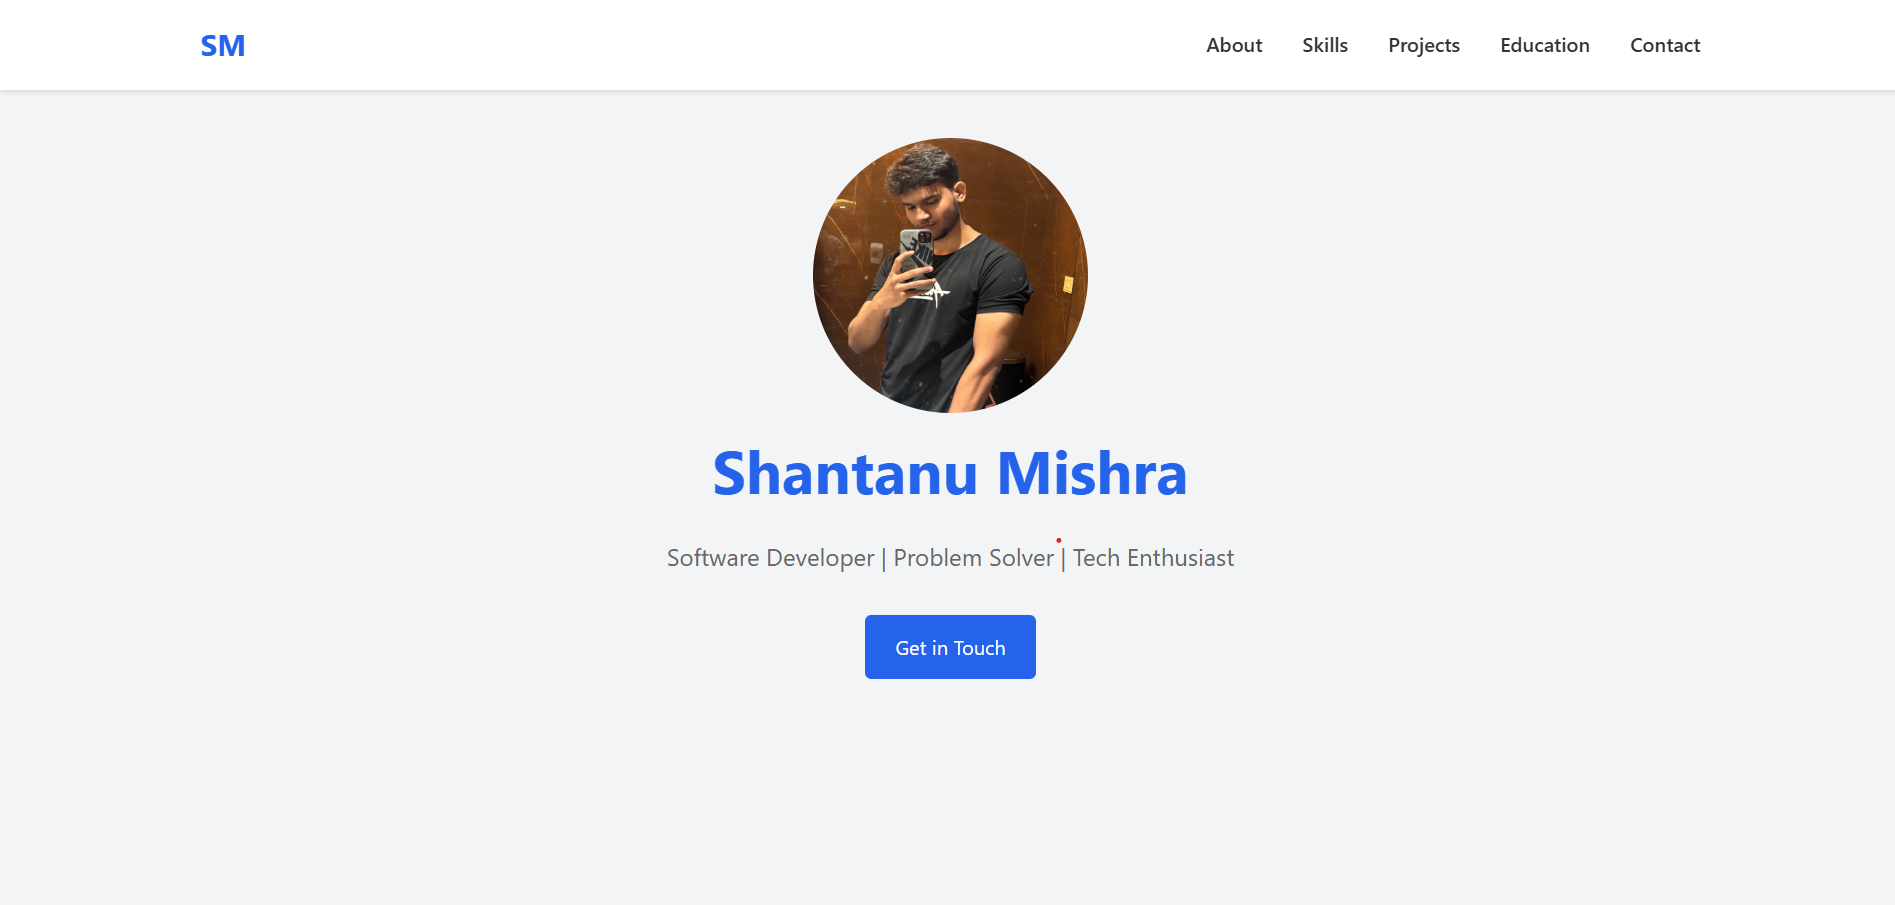 SM
About Skills Projects Education Contact
Shantanu Mishra
Software Developer | Problem Solver | Tech Enthusiast
Get in Touch